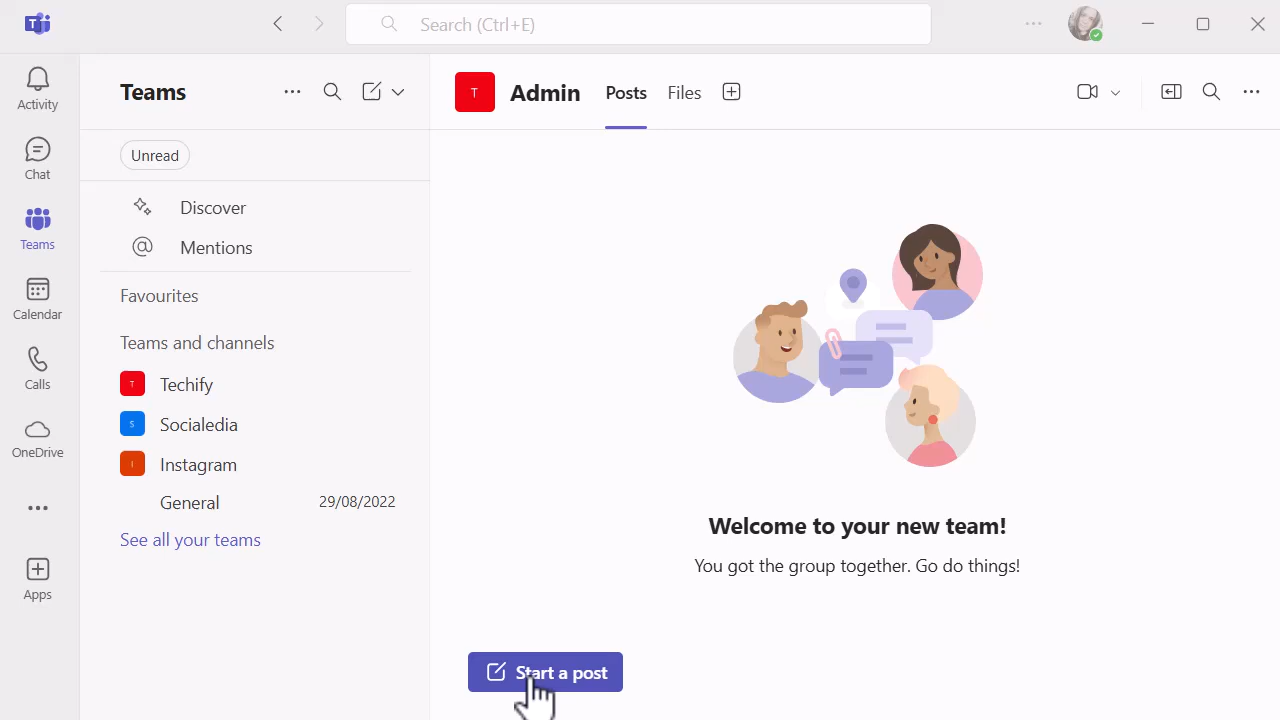 Search (Ctrl+E)
Activity
Chat
Teams
Calendar
Calls
OneDrive
Apps
Teams
Unread
Discover
Mentions
Favourites
Teams and channels
T Techify
S Socialedia
I Instagram
General 29/08/2022
See all your teams
T Admin Posts Files
Welcome to your new team!
You got the group together. Go do things!
Start a post